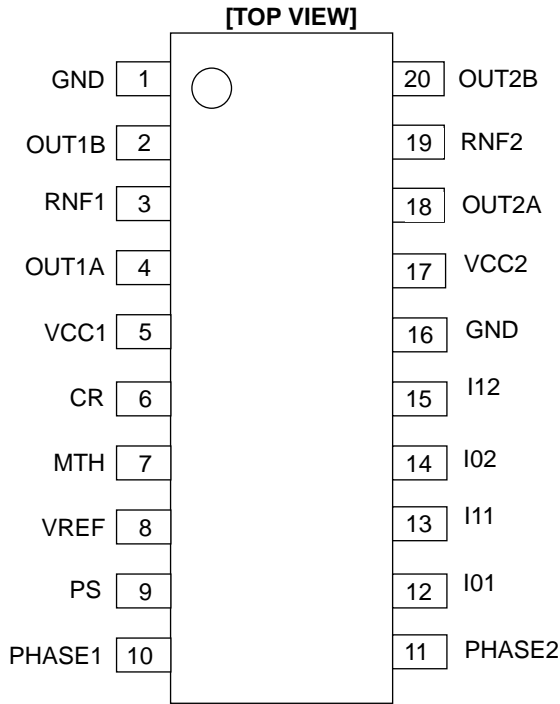 [TOP VIEW]
GND 1 20 OUT2B
OUT1B 2 19 RNF2
RNF1 3 18 OUT2A
OUT1A 4 17 VCC2
VCC1 5 16 GND
CR 6 15 I12
MTH 7 14 I02
VREF 8 13 I11
PS 9 12 I01
PHASE1 10 11 PHASE2